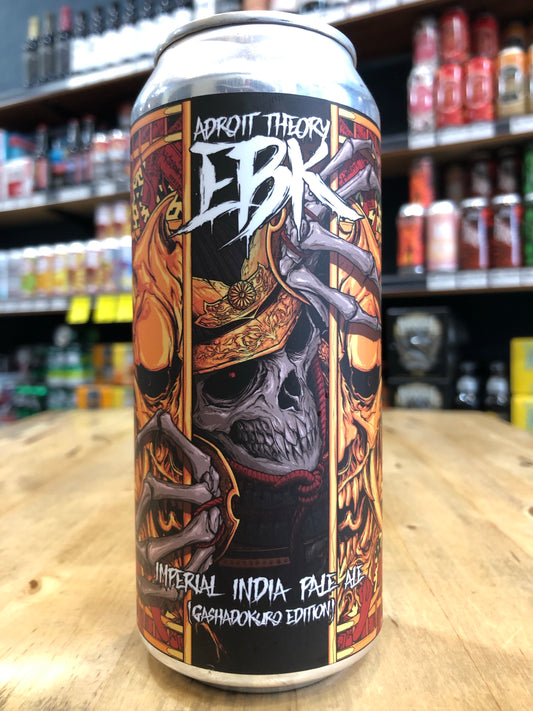 ADROIT THEORY
EBK
IMPERIAL INDIA PALE ALE
(GASHADOKURO EDITION)